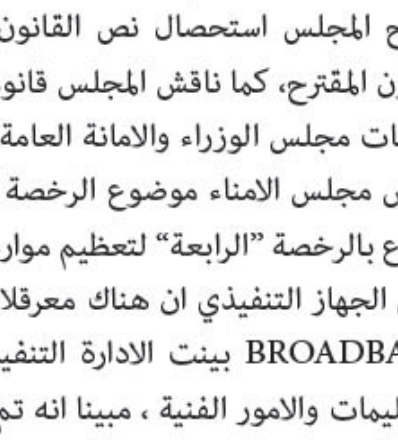 ح المجلس استحصال نص القانون
ون المقترح، كما ناقش المجلس قانو
ات مجلس الوزراء والامانة العامة
س مجلس الامناء موضوع الرخصة
ع بالرخصة ”الرابعة“ لتعظيم موار
الجهاز التنفيذي ان هناك معرقلا
BROADBA بينت الادارة التنفيذ
ليمات والامور الفنية ، مبينا انه تم